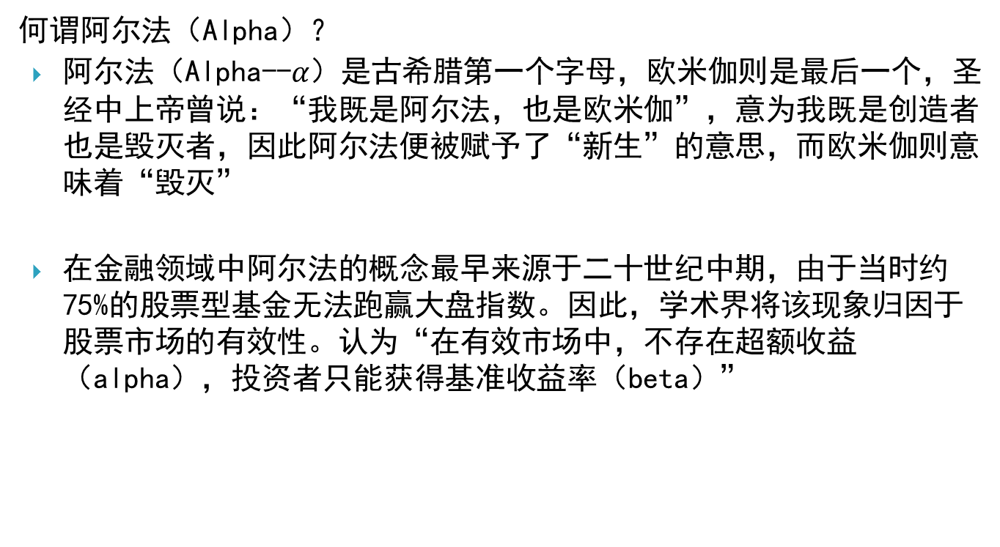 何谓阿尔法（Alpha）？
阿尔法（Alpha--α）是古希腊第一个字母，欧米伽则是最后一个，圣
经中上帝曾说：“我既是阿尔法，也是欧米伽”，意为我既是创造者
也是毁灭者，因此阿尔法便被赋予了“新生”的意思，而欧米伽则意
味着“毁灭”
在金融领域中阿尔法的概念最早来源于二十世纪中期，由于当时约
75%的股票型基金无法跑赢大盘指数。因此，学术界将该现象归因于
股票市场的有效性。认为“在有效市场中，不存在超额收益
（alpha），投资者只能获得基准收益率（beta）”